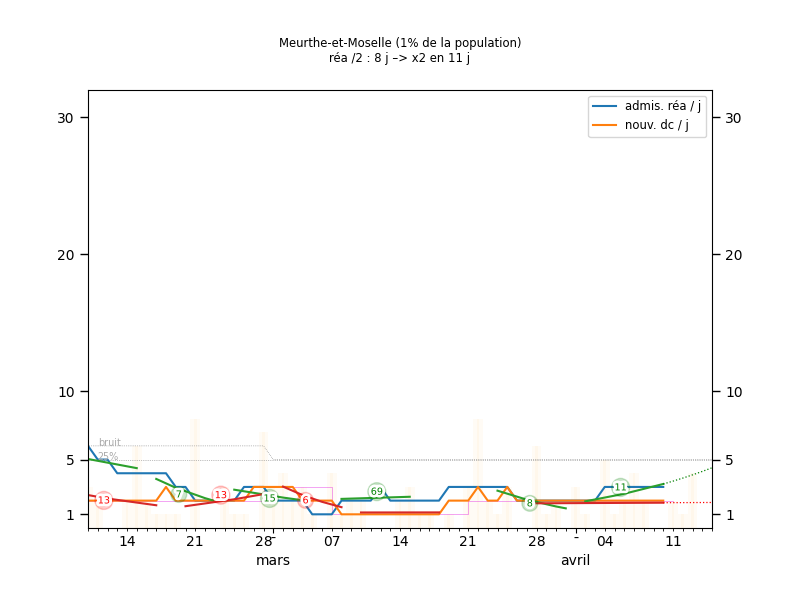 Meurthe-et-Moselle (1% de la population)
réa /2 : 8 j –> x2 en 11 j
admis. réa / j
nouv. dc / j
30 30
20 20
10 10
5 5
1 1
bruit
25%
13 7 13 15 6 69 8 11
14 21 28 07 14 21 28 04 11
mars avril